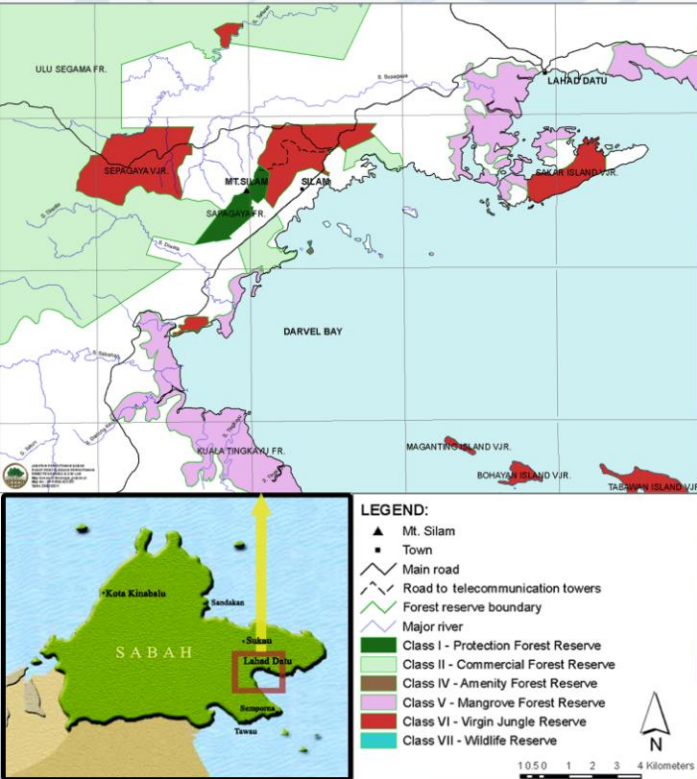 ULU SEGAMA FR.
LAHAD DATU
SEPAGAYA VJR.
MT.SILAM
SILAM
SAPAGAYA FR.
SAKAR ISLAND VJR.
DARVEL BAY
KUALA TINGKAYU FR.
MAGANTING ISLAND VJR.
BOHAYAN ISLAND VJR.
TABAWAN ISLAND VJR
Kota Kinabalu
Sandakan
SABAH
Sukau
Lahad Datu
Semporna
Tawau
LEGEND:
Mt. Silam
Town
Main road
Road to telecommunication towers
Forest reserve boundary
Major river
Class I - Protection Forest Reserve
Class II - Commercial Forest Reserve
Class IV - Amenity Forest Reserve
Class V - Mangrove Forest Reserve
Class VI - Virgin Jungle Reserve
Class VII - Wildlife Reserve
N
1 0.5 0 1 2 3 4 Kilometers